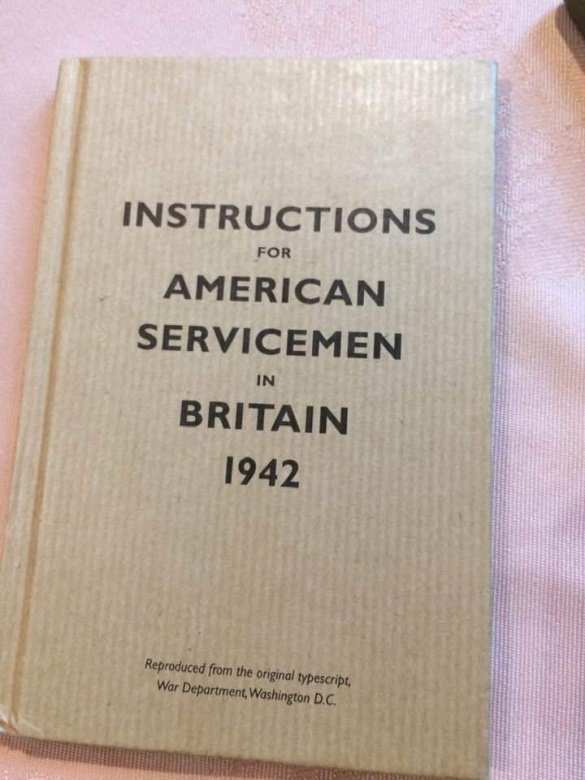 INSTRUCTIONS
FOR
AMERICAN
SERVICEMEN
IN
BRITAIN
1942
Reproduced from the original typescript,
War Department, Washington D.C.